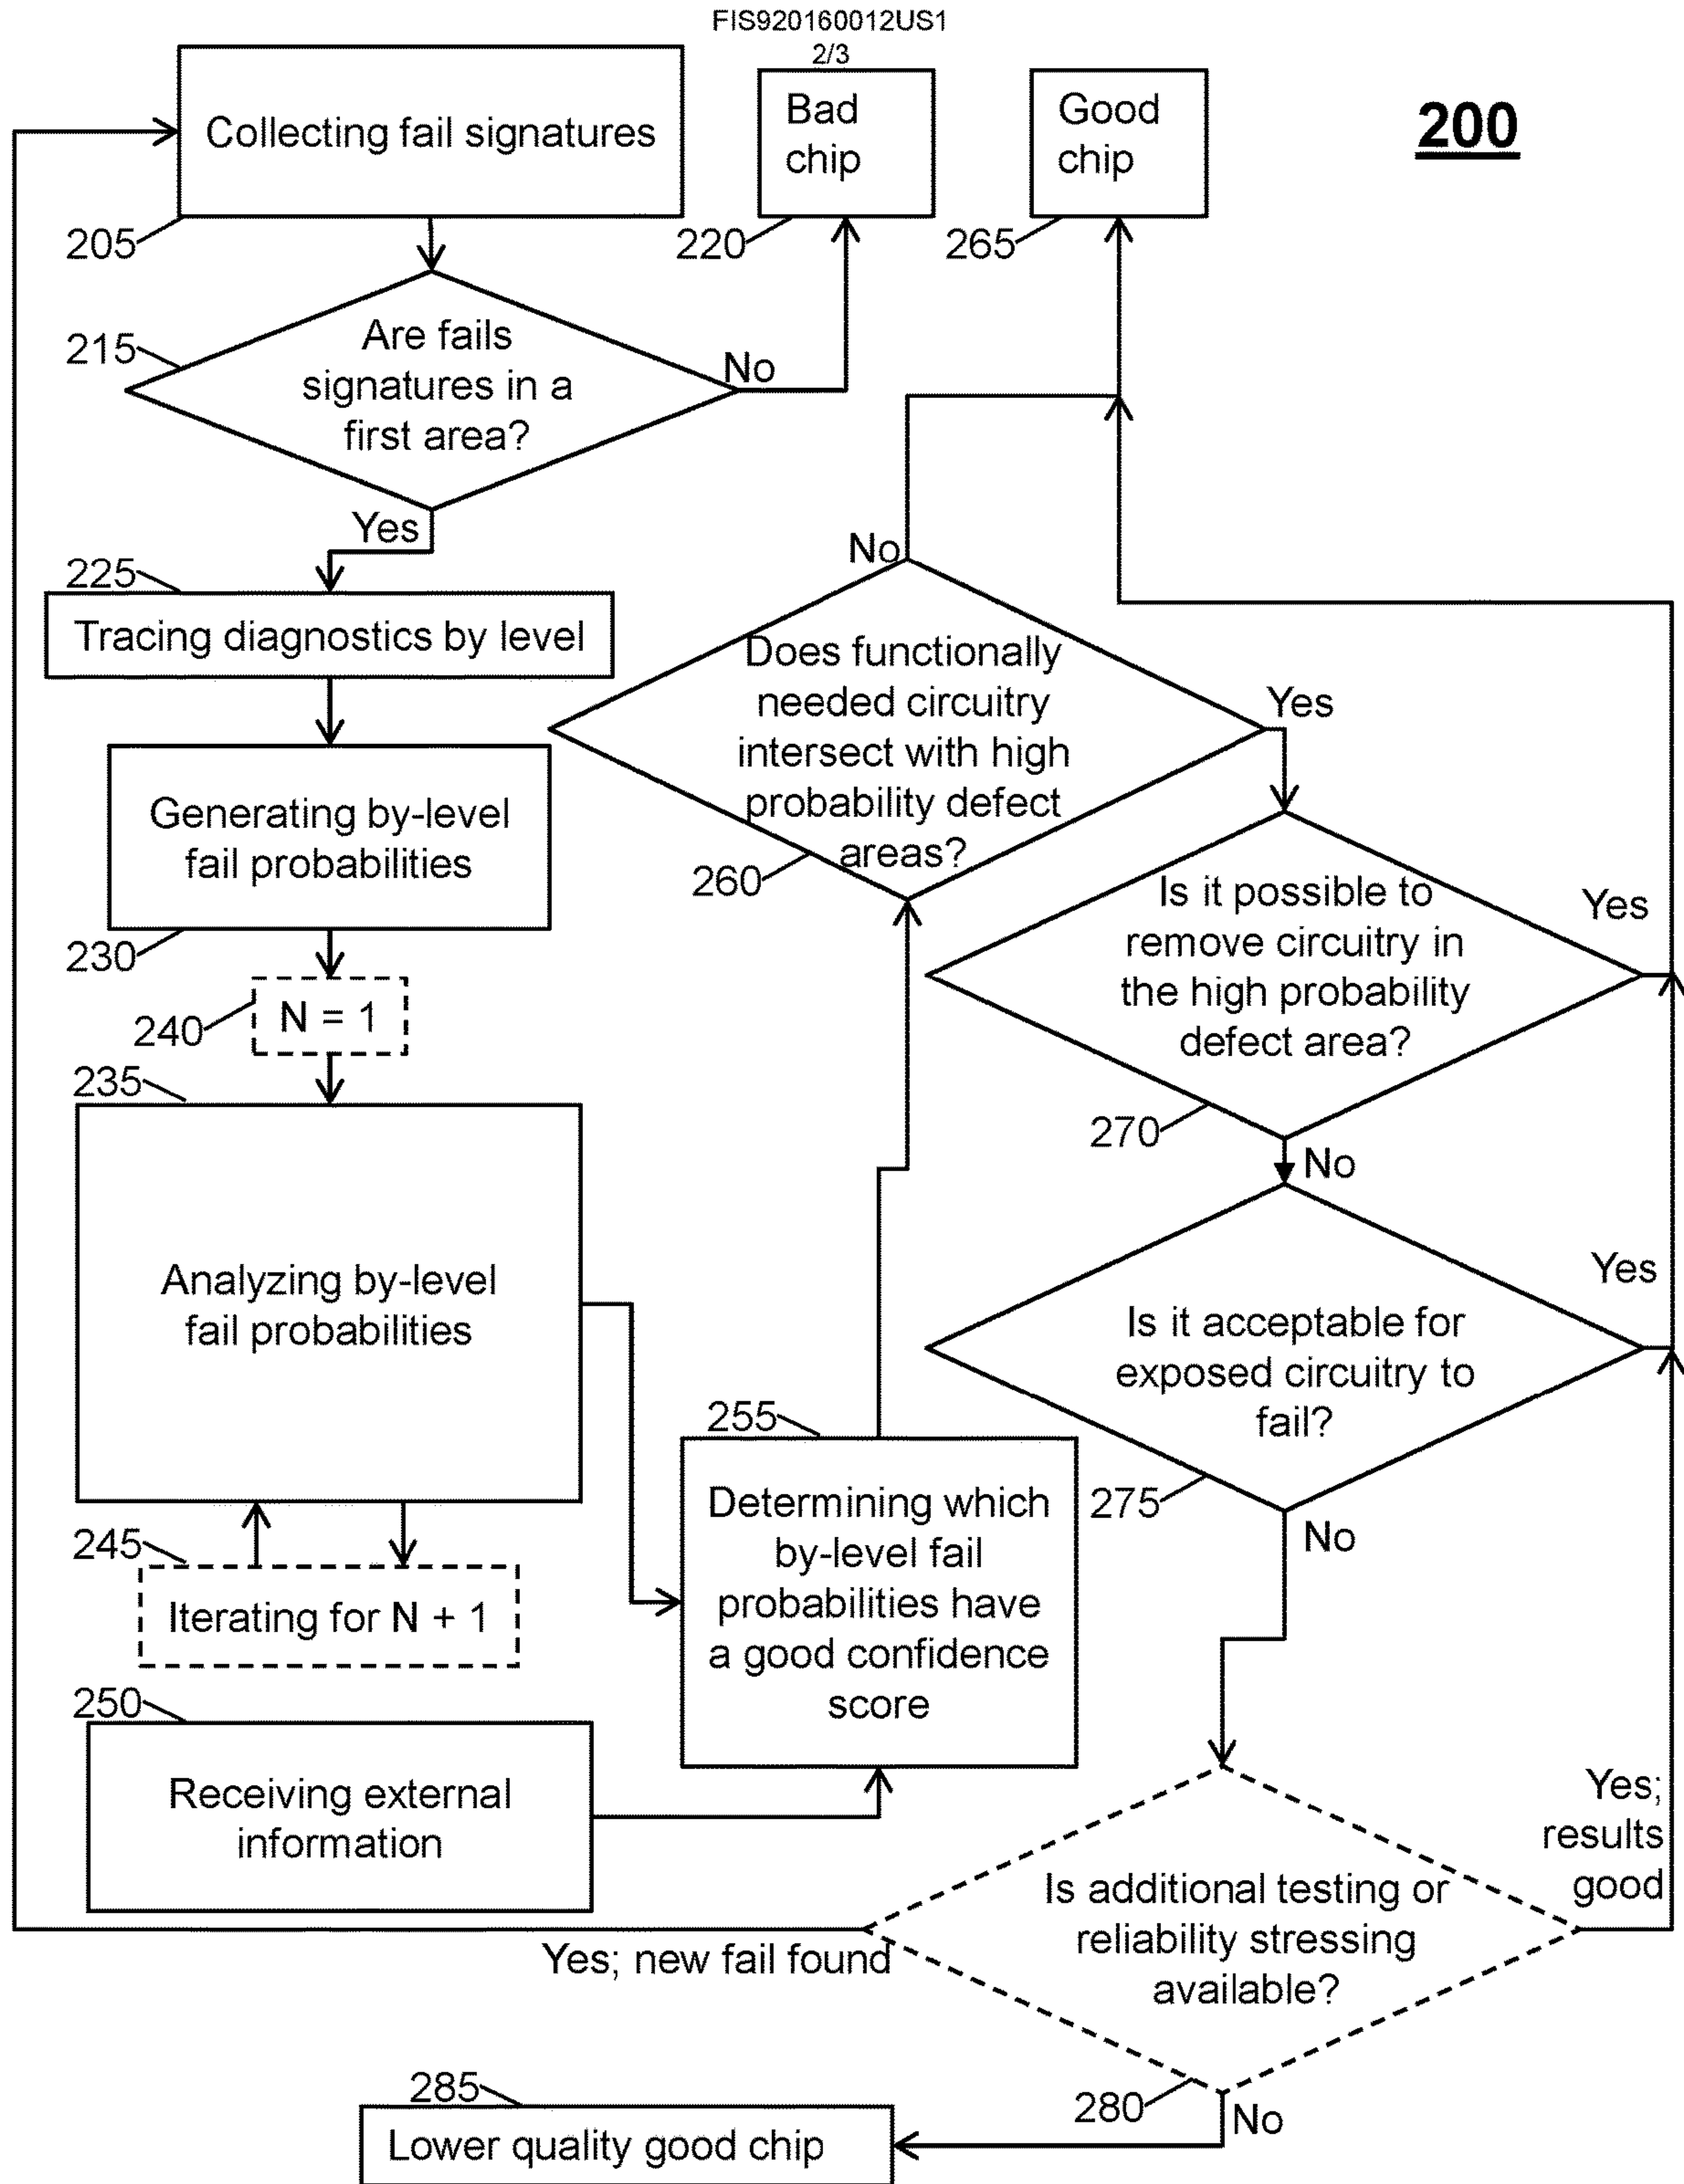 FIS920160012US1
2/3
200
Collecting fail signatures
205
Bad
chip
220
Good
chip
265
215
Are fails
signatures in a
first area?
No
Yes
225
Tracing diagnostics by level
Generating by-level
fail probabilities
230
240
N = 1
235
Analyzing by-level
fail probabilities
245
Iterating for N + 1
250
Receiving external
information
255
Determining which
by-level fail
probabilities have
a good confidence
score
No
Does functionally
needed circuitry
intersect with high
probability defect
areas?
260
Yes
Is it possible to
remove circuitry in
the high probability
defect area?
Yes
270
No
Is it acceptable for
exposed circuitry to
fail?
Yes
275
No
Is additional testing or
reliability stressing
available?
Yes;
results
good
Yes; new fail found
280
No
285
Lower quality good chip